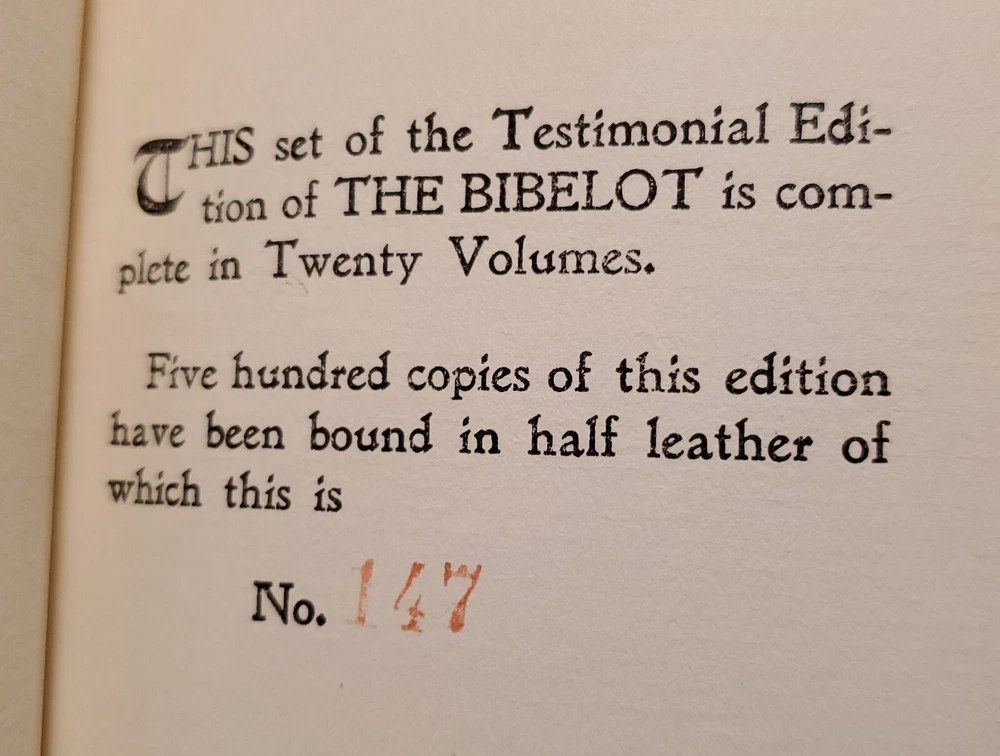 THIS set of the Testimonial Edi-
tion of THE BIBELOT is com-
plete in Twenty Volumes.
Five hundred copies of this edition
have been bound in half leather of
which this is
No. 147